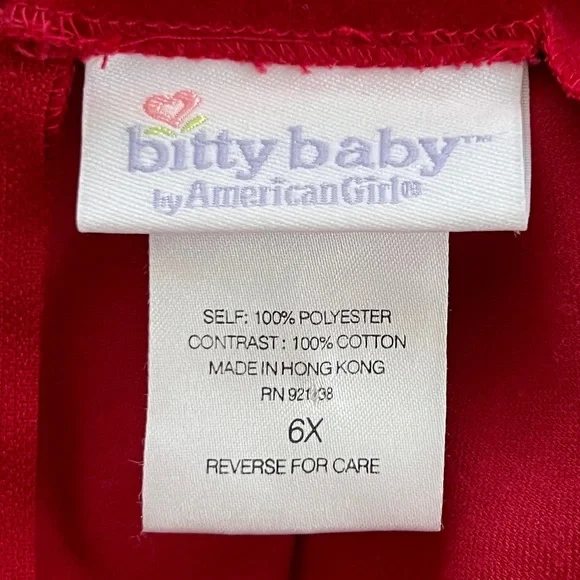 bitty baby™
by American Girl®
SELF: 100% POLYESTER
CONTRAST: 100% COTTON
MADE IN HONG KONG
RN 92138
6X
REVERSE FOR CARE